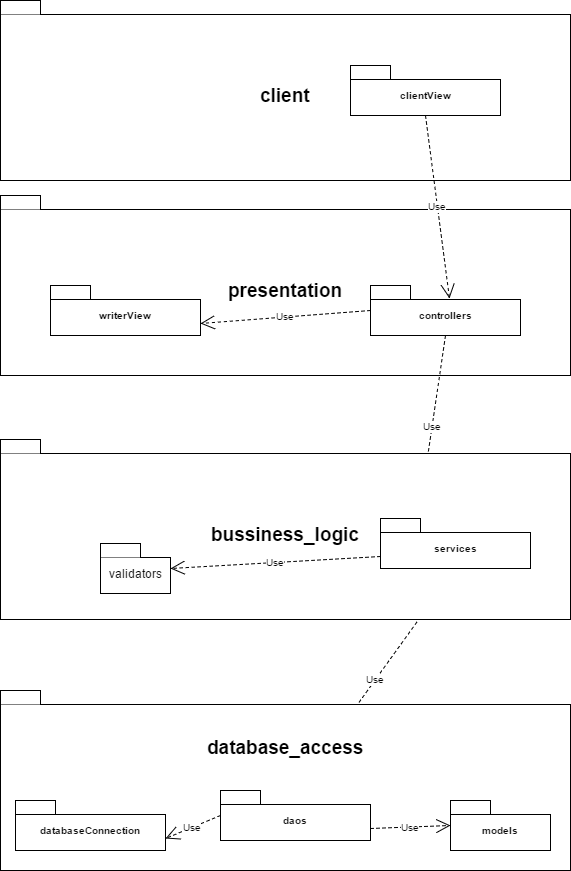 client
clientView
Use
presentation
writerView
Use
controllers
Use
bussiness_logic
services
Use
validators
Use
database_access
databaseConnection
Use
daos
Use
models